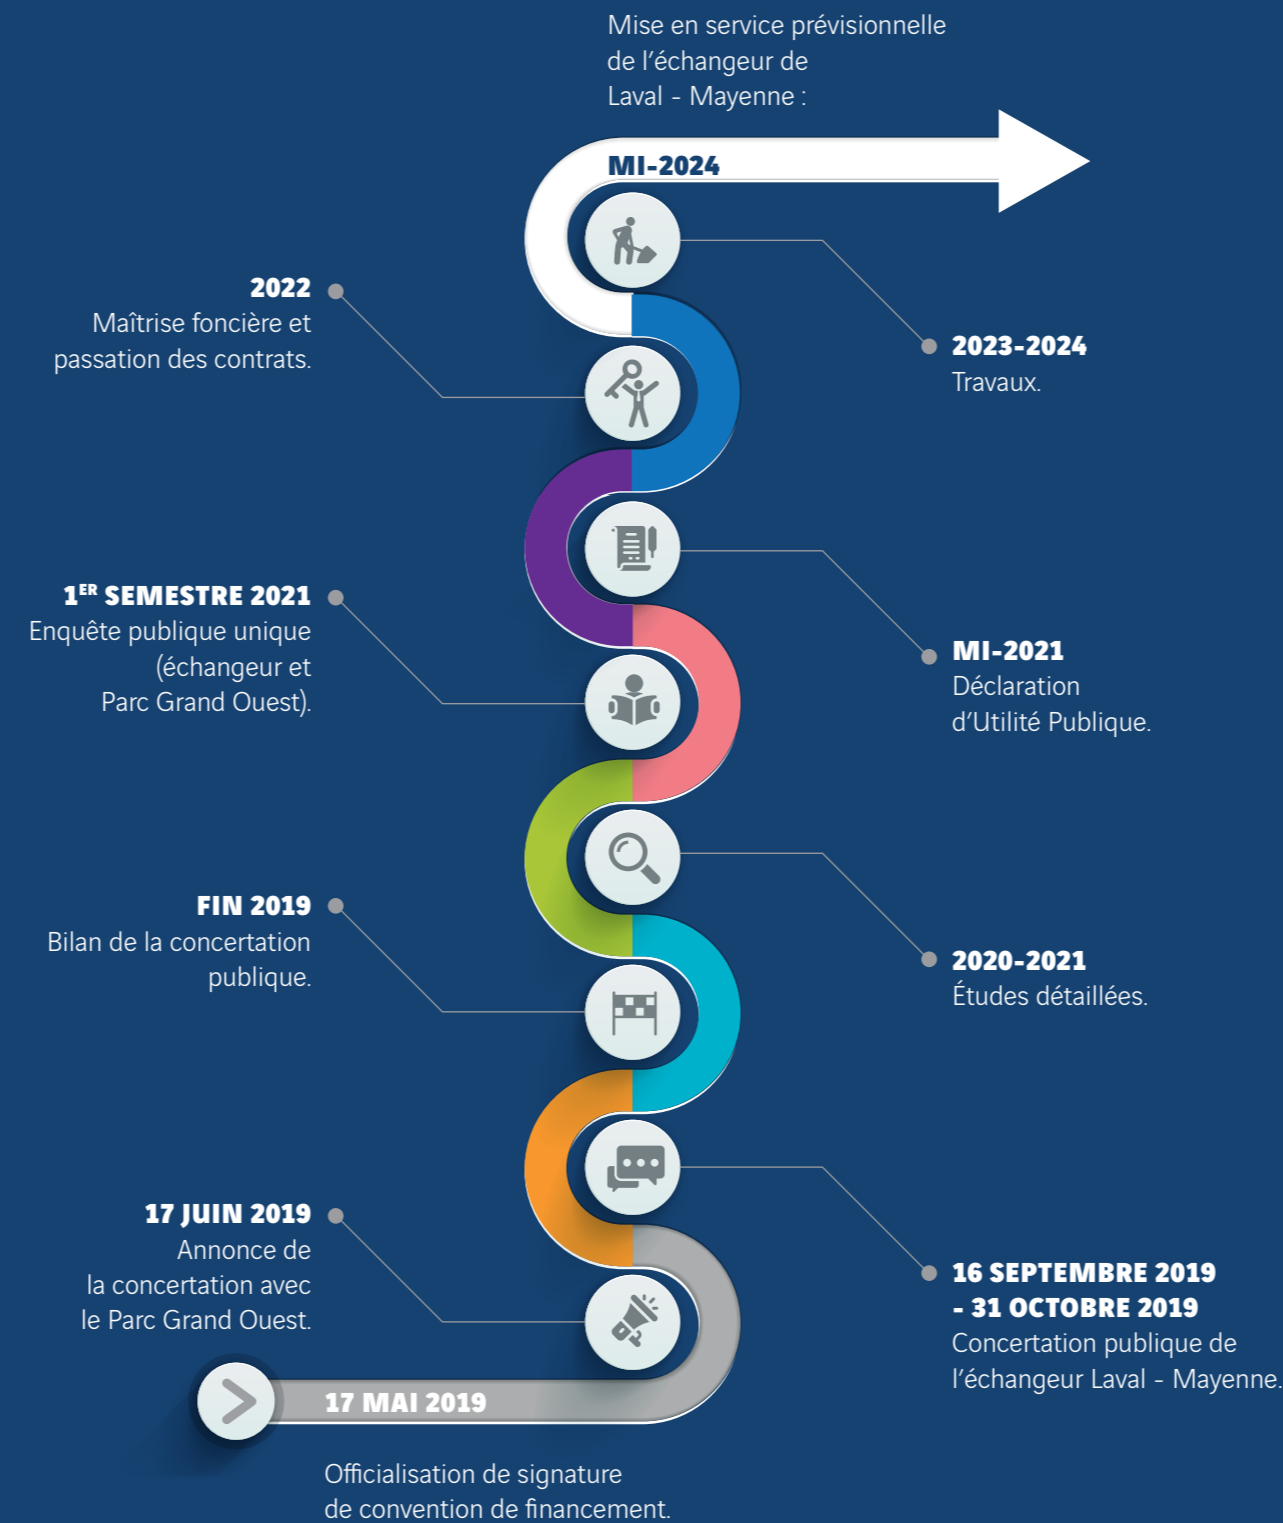 Mise en service prévisionnelle
de l'échangeur de
Laval - Mayenne :
MI-2024
2022
Maîtrise foncière et
passation des contrats.
2023-2024
Travaux.
1ER SEMESTRE 2021
Enquête publique unique
(échangeur et
Parc Grand Ouest).
MI-2021
Déclaration
d'Utilité Publique.
FIN 2019
Bilan de la concertation
publique.
2020-2021
Études détaillées.
17 JUIN 2019
Annonce de
la concertation avec
le Parc Grand Ouest.
16 SEPTEMBRE 2019
- 31 OCTOBRE 2019
Concertation publique de
l'échangeur Laval - Mayenne.
17 MAI 2019
Officialisation de signature
de convention de financement.